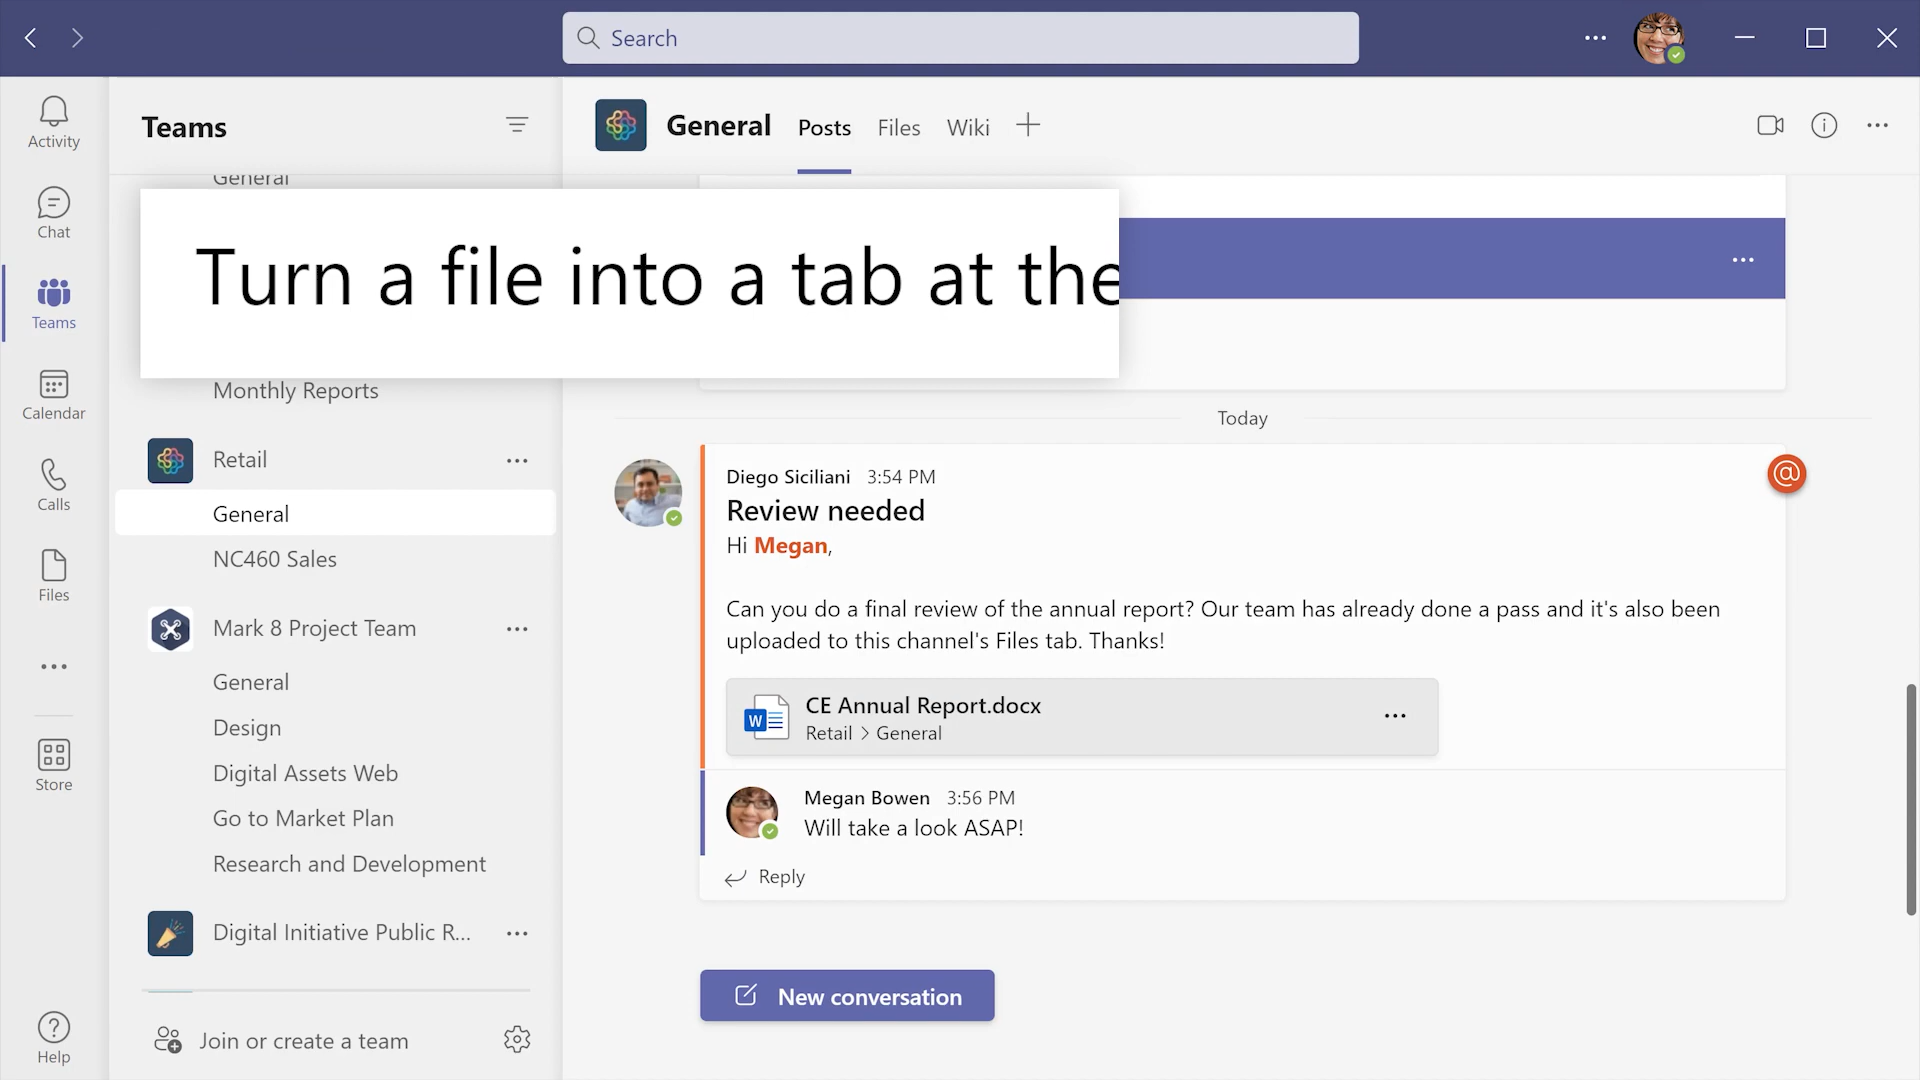 Search
Activity
Chat
Teams
Calendar
Calls
Files
Store
Help
Teams
General
Monthly Reports
Retail
General
NC460 Sales
Mark 8 Project Team
General
Design
Digital Assets Web
Go to Market Plan
Research and Development
Digital Initiative Public R...
Join or create a team
General Posts Files Wiki
Turn a file into a tab at the
Today
Diego Siciliani 3:54 PM
Review needed
Hi Megan,
Can you do a final review of the annual report? Our team has already done a pass and it's also been
uploaded to this channel's Files tab. Thanks!
CE Annual Report.docx
Retail > General
Megan Bowen 3:56 PM
Will take a look ASAP!
Reply
New conversation